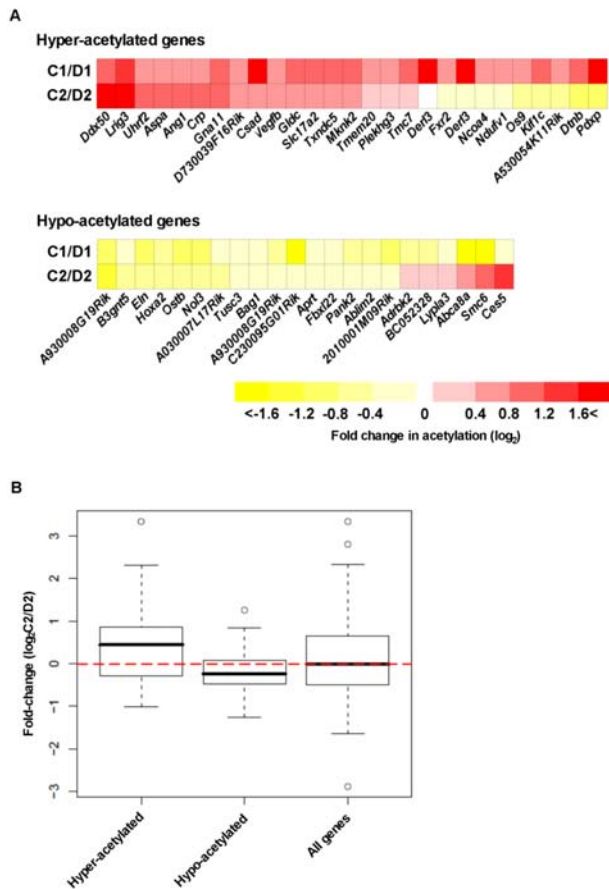 A
Hyper-acetylated genes
C1/D1
C2/D2
Ddx50
Lrig3
Uhrf2
Aspa
Ang1
Crp
Gna11
D730039F16Rik
Csad
Vegfb
Gldc
Slc17a2
Txndc5
Mknk2
Tmem20
Plekhg3
Tmc7
Derl3
Fxr2
Derl3
Ncoa4
Ndufv1
Os9
Kif1c
A530054K11Rik
Dtnb
Pdxp
Hypo-acetylated genes
C1/D1
C2/D2
A930008G19Rik
B3gnt5
Eln
Hoxa2
Ostb
Nol3
A030007L17Rik
Tusc3
Bag1
A930008G19Rik
C230095G01Rik
Aprt
Fbxl22
Pank2
Ablim2
2010001M09Rik
Adrbk2
BC052328
Lypla3
Abca8a
Smc6
Ces5
<-1.6 -1.2 -0.8 -0.4 0 0.4 0.8 1.2 1.6<
Fold change in acetylation (log2)
B
Fold-change (log2C2/D2)
3
2
1
0
−1
−2
−3
Hyper-acetylated
Hypo-acetylated
All genes